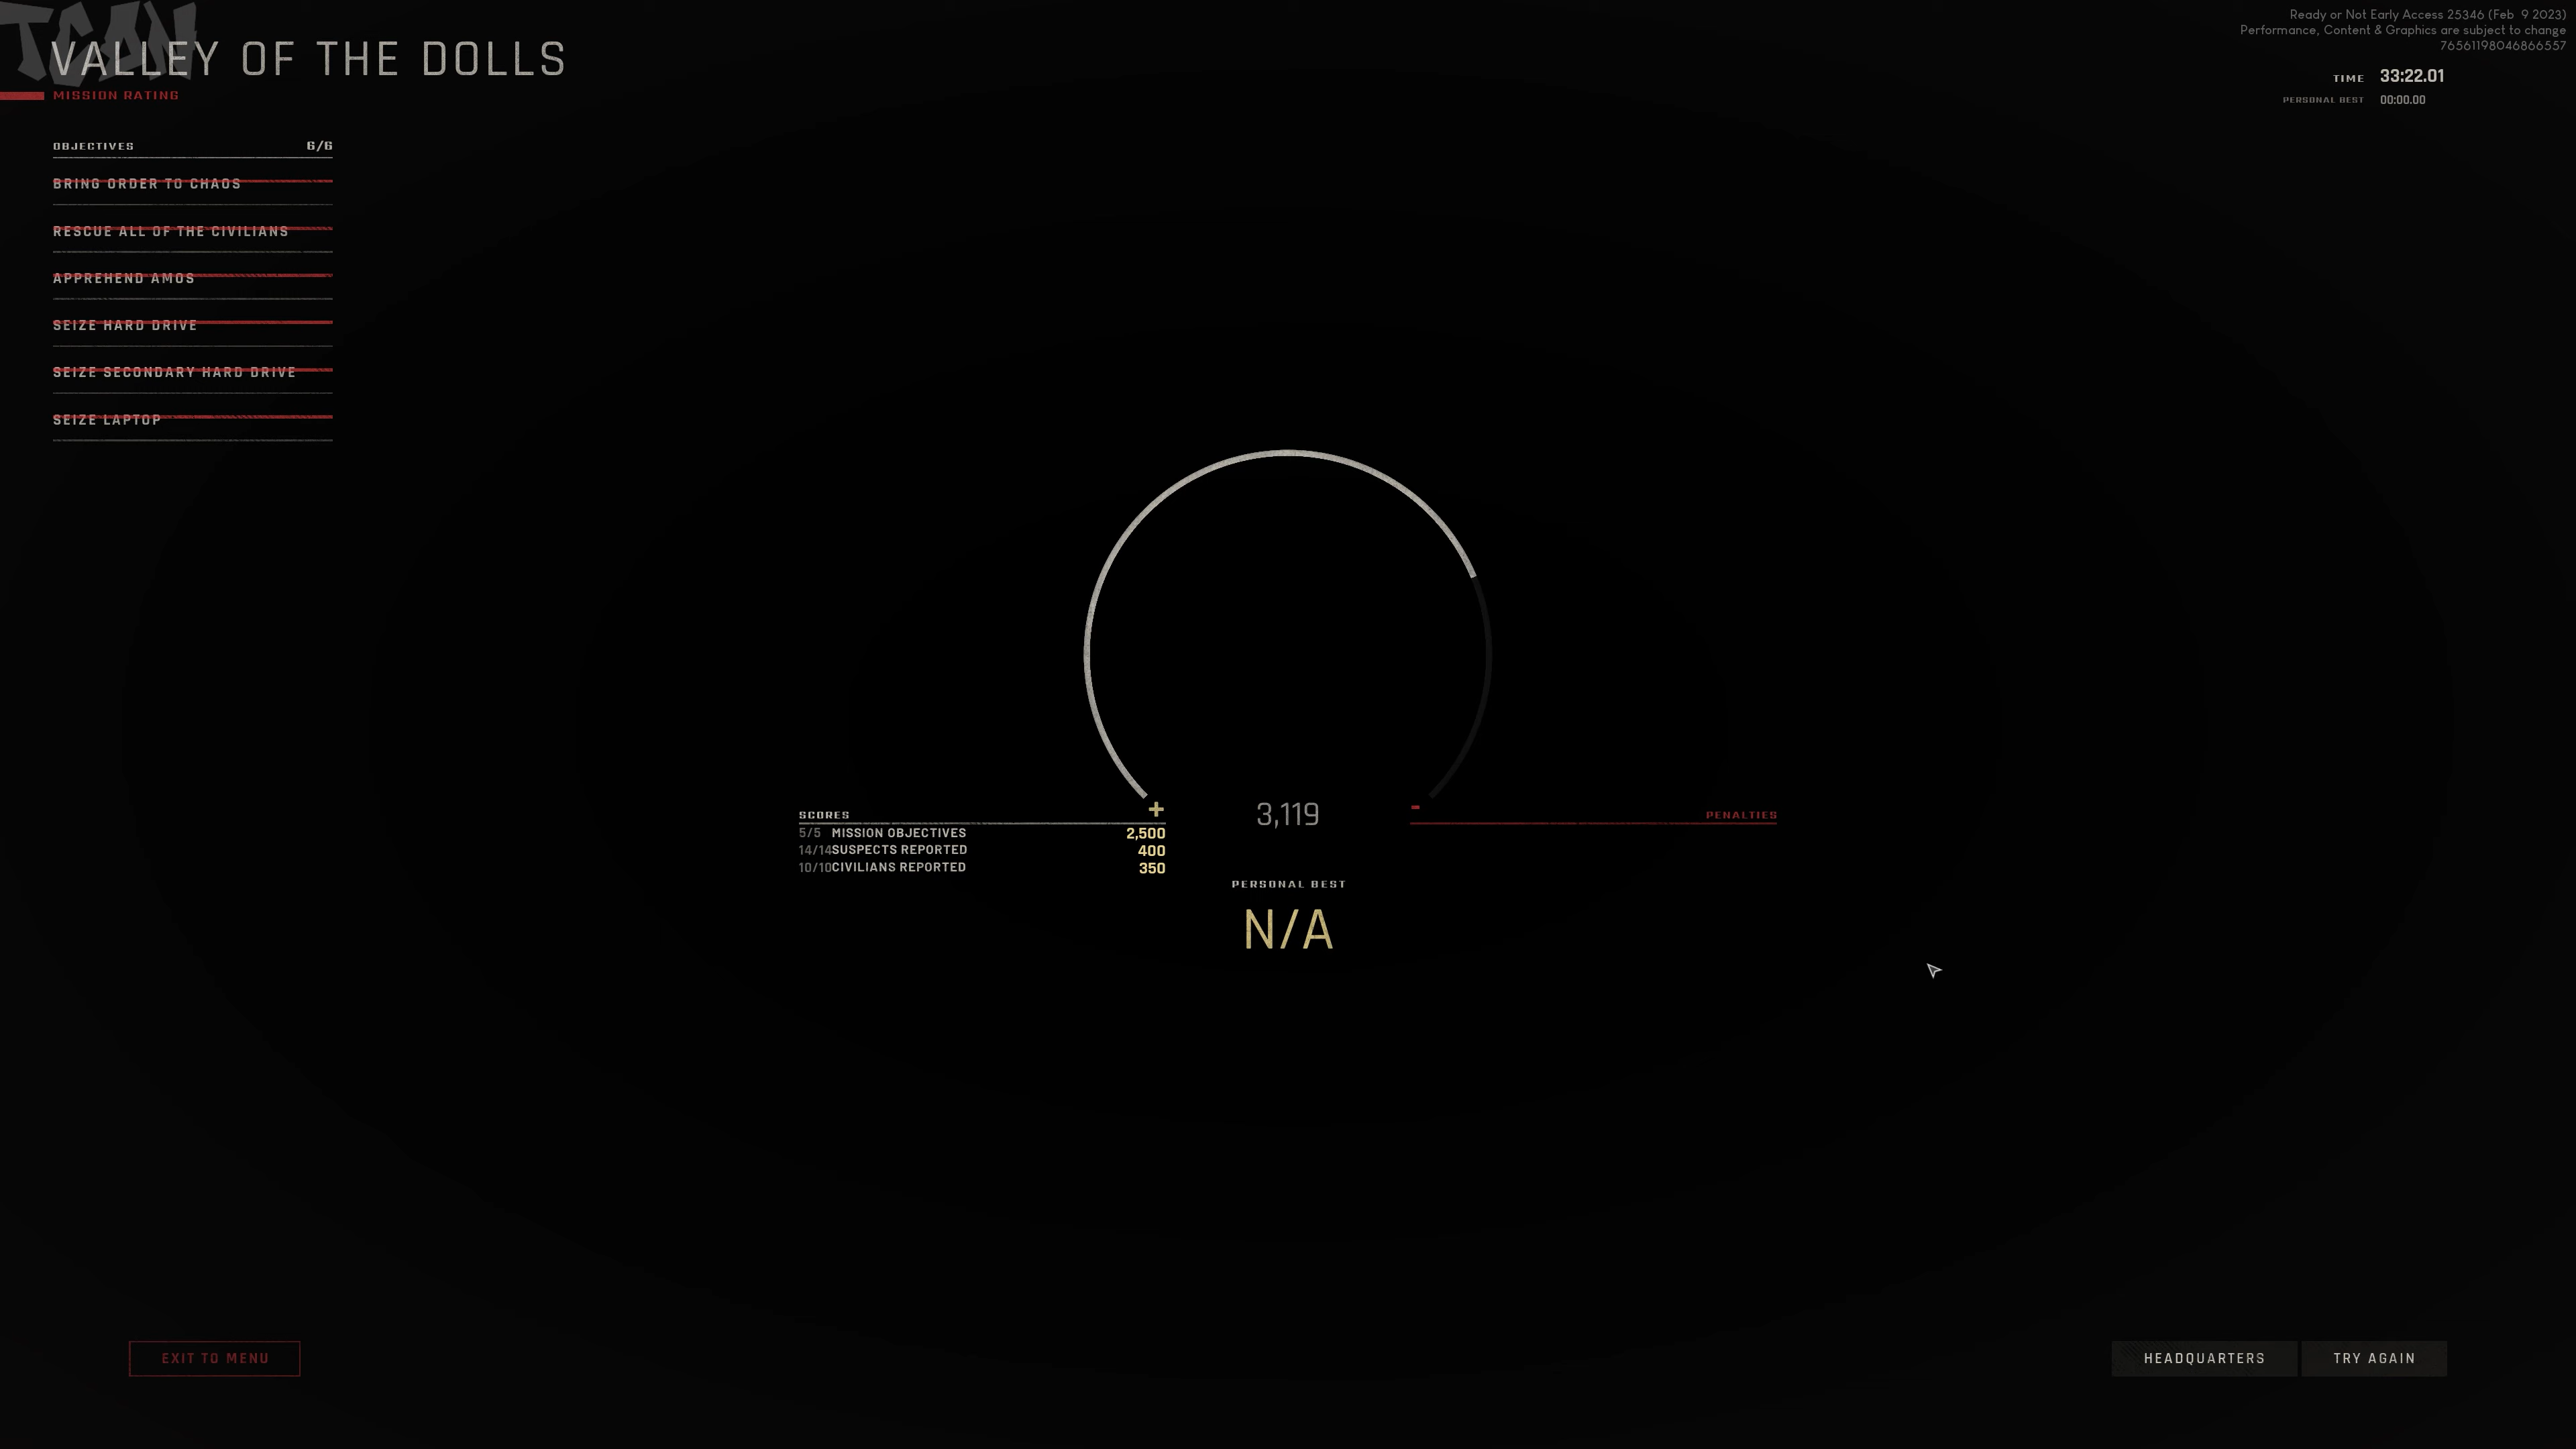 VALLEY OF THE DOLLS
MISSION RATING
Ready or Not Early Access 25346 (Feb 9 2023)
Performance, Content & Graphics are subject to change
76561198046866557
TIME 33:22.01
PERSONAL BEST 00:00.00
OBJECTIVES 6/6
BRING ORDER TO CHAOS
RESCUE ALL OF THE CIVILIANS
APPREHEND AMOS
SEIZE HARD DRIVE
SEIZE SECONDARY HARD DRIVE
SEIZE LAPTOP
SCORES +
5/5 MISSION OBJECTIVES 2,500
14/14 SUSPECTS REPORTED 400
10/10 CIVILIANS REPORTED 350
3,119
- PENALTIES
PERSONAL BEST
N/A
EXIT TO MENU
HEADQUARTERS
TRY AGAIN